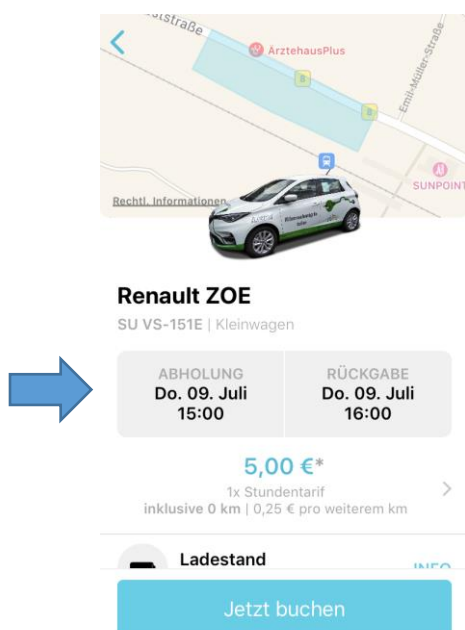 ststraße
ÄrztehausPlus
Emil-Müller-Straße
SUNPOINT
Rechtl. Informationen
Renault ZOE
SU VS-151E | Kleinwagen
ABHOLUNG
Do. 09. Juli
15:00
RÜCKGABE
Do. 09. Juli
16:00
5,00 €*
1x Stundentarif
inklusive 0 km | 0,25 € pro weiterem km
Ladestand
INFO
Jetzt buchen